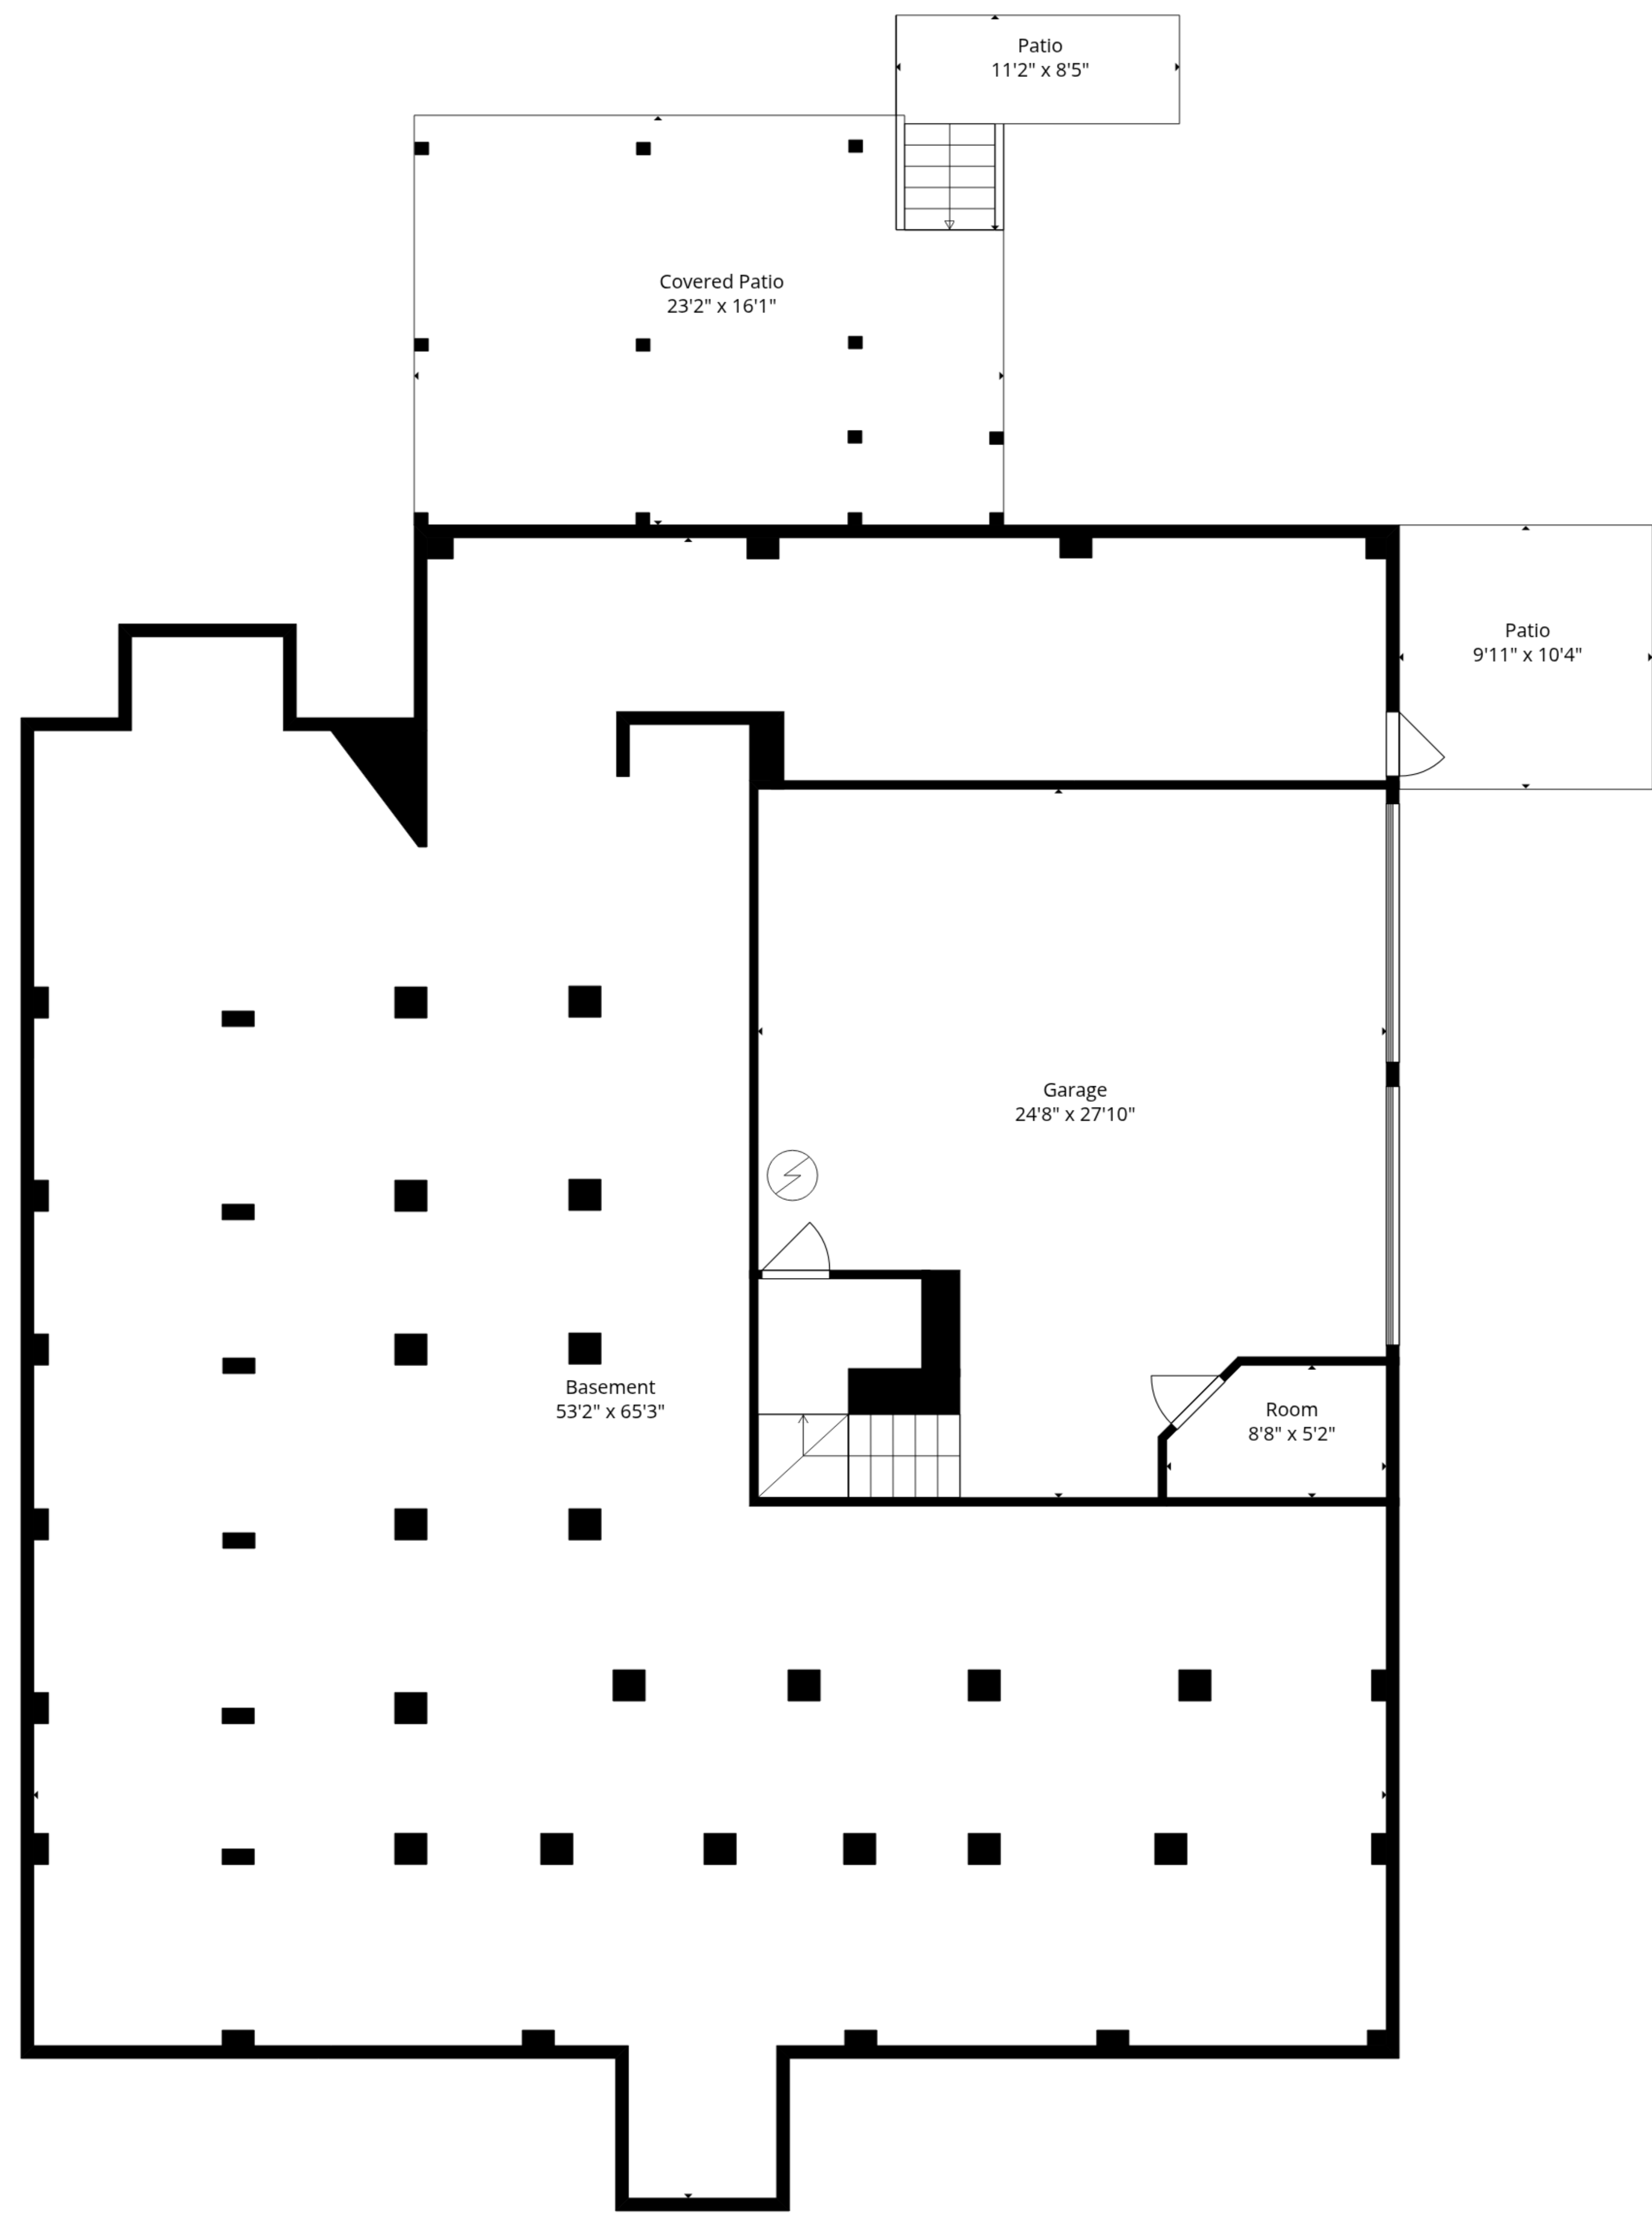 Patio
11'2" x 8'5"
Covered Patio
23'2" x 16'1"
Patio
9'11" x 10'4"
Garage
24'8" x 27'10"
Basement
53'2" x 65'3"
Room
8'8" x 5'2"